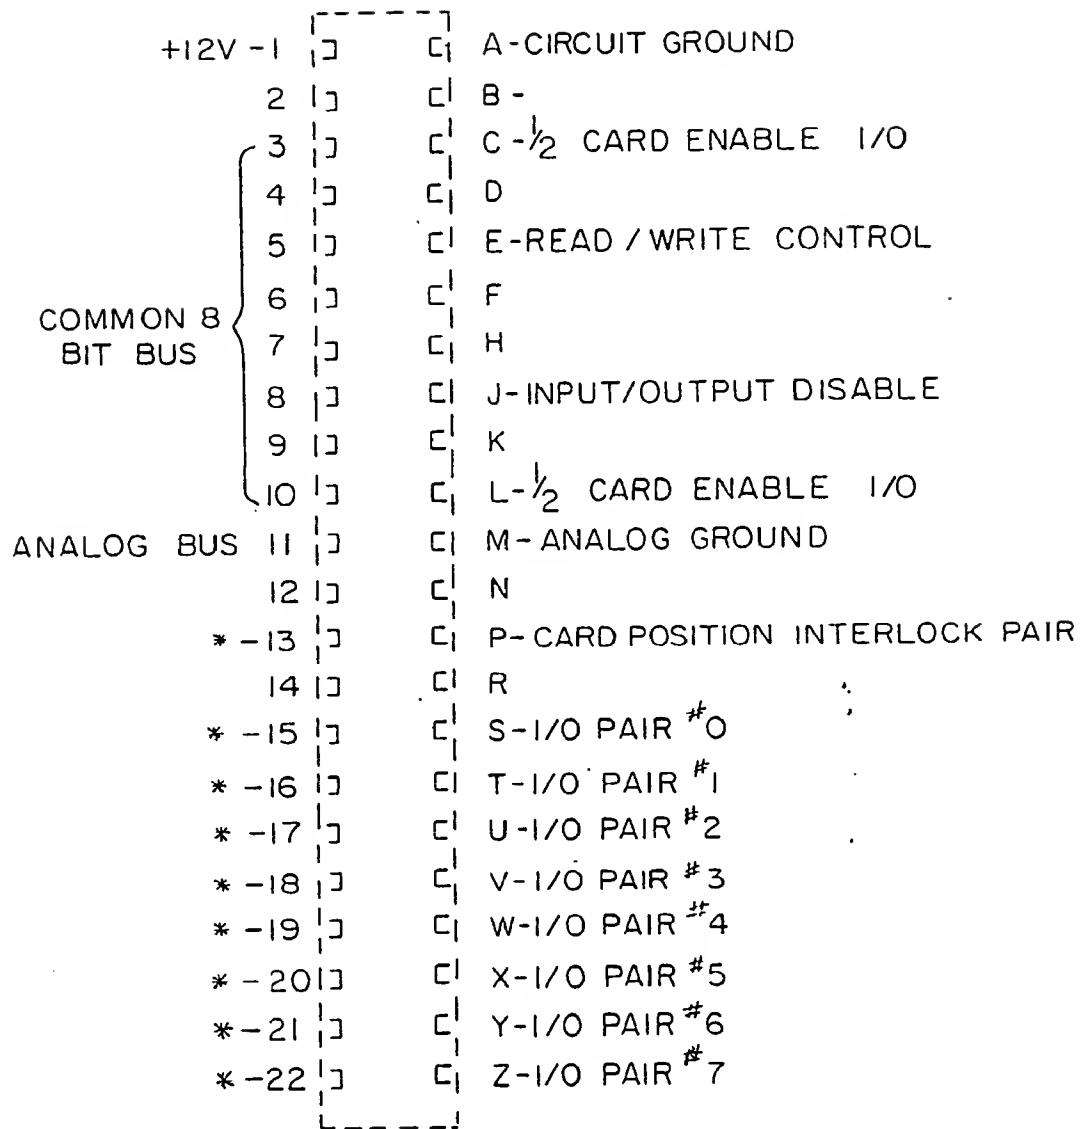 +12V -1 A-CIRCUIT GROUND
2 B-
3 C-½ CARD ENABLE I/O
4 D
5 E-READ / WRITE CONTROL
6 F
COMMON 8
BIT BUS
7 H
8 J-INPUT/OUTPUT DISABLE
9 K
10 L-½ CARD ENABLE I/O
ANALOG BUS 11 M-ANALOG GROUND
12 N
* -13 P-CARD POSITION INTERLOCK PAIR
14 R
* -15 S-I/O PAIR #0
* -16 T-I/O PAIR #1
* -17 U-I/O PAIR #2
* -18 V-I/O PAIR #3
* -19 W-I/O PAIR #4
* -20 X-I/O PAIR #5
* -21 Y-I/O PAIR #6
* -22 Z-I/O PAIR #7